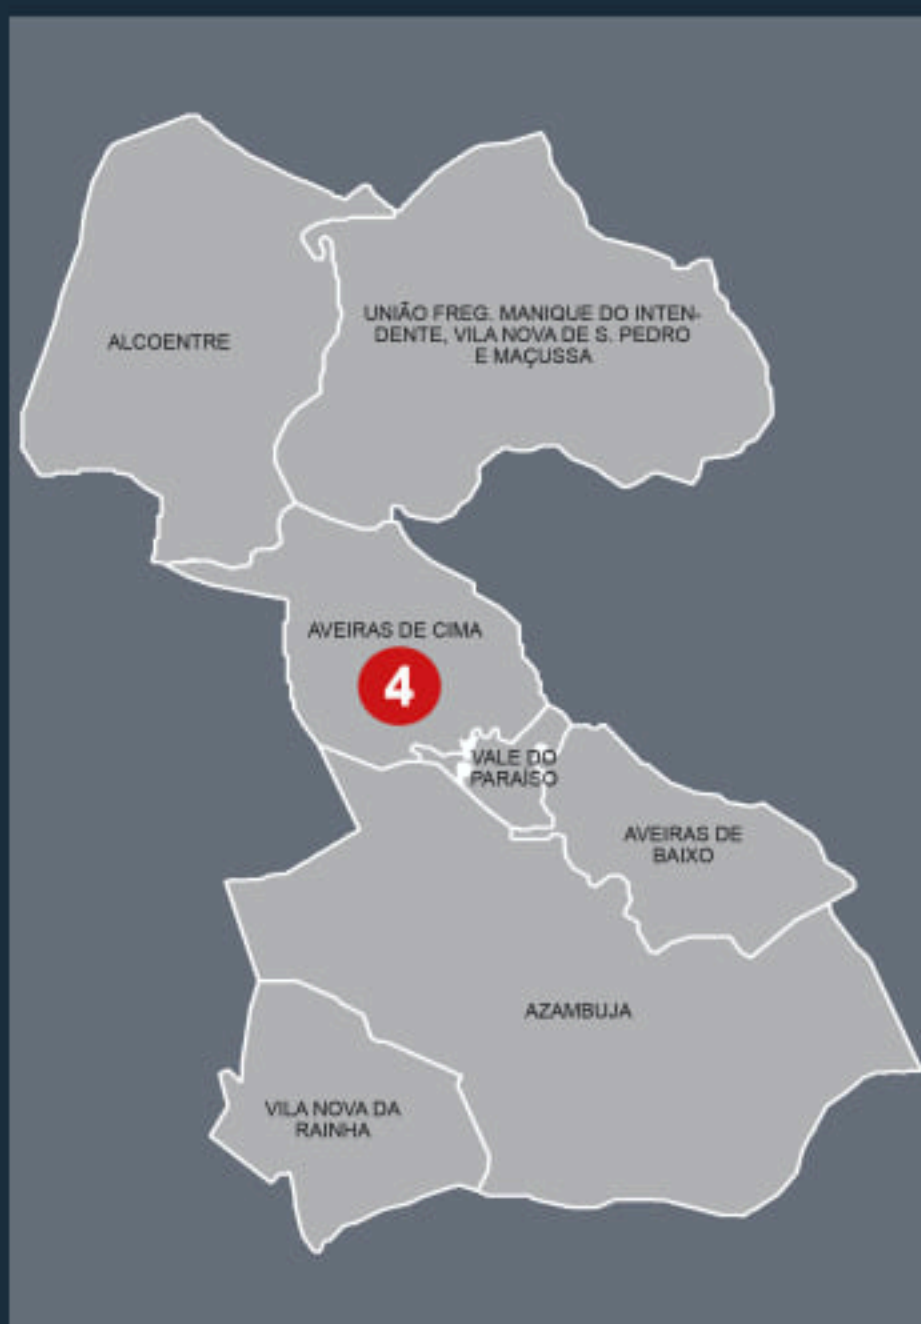 ALCOENTRE
UNIÃO FREG. MANIQUE DO INTEN-
DENTE, VILA NOVA DE S. PEDRO
E MAÇUSSA
AVEIRAS DE CIMA
4
VALE DO
PARAÍSO
AVEIRAS DE
BAIXO
AZAMBUJA
VILA NOVA DA
RAINHA